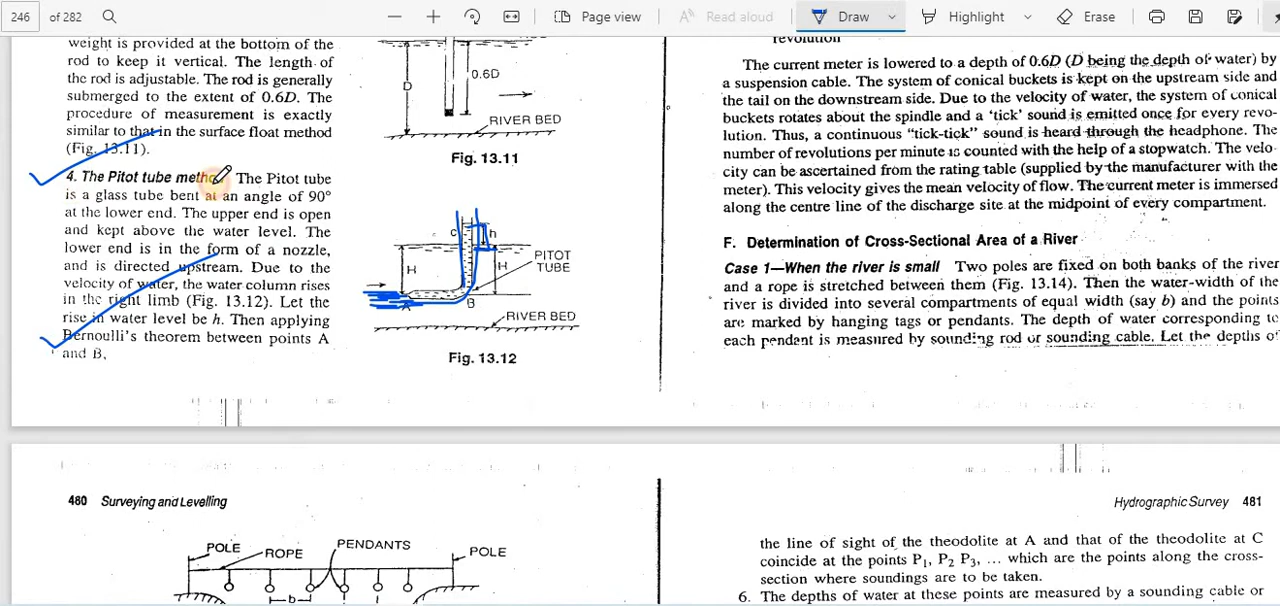 246 of 282
Page view
Read aloud
Draw
Highlight
Erase
weight is provided at the bottom of the
rod to keep it vertical. The length of
the rod is adjustable. The rod is generally
submerged to the extent of 0.6D. The
procedure of measurement is exactly
similar to that in the surface float method
(Fig. 13.11).
4. The Pitot tube The Pitot tube
is a glass tube bent at an angle of 90°
at the lower end. The upper end is open
and kept above the water level. The
lower end is in the form of a nozzle,
and is directed upstream. Due to the
velocity of water, the water column rises
in the right limb (Fig. 13.12). Let the
rise in water level be h. Then applying
Bernoulli's theorem between points A
and B,
D
0.6D
RIVER BED
Fig. 13.11
C
h
H
H
PITOT
TUBE
A
B
RIVER BED
Fig. 13.12
revolution
The current meter is lowered to a depth of 0.6D (D being the depth of water) by
a suspension cable. The system of conical buckets is kept on the upstream side and
the tail on the downstream side. Due to the velocity of water, the system of conical
buckets rotates about the spindle and a 'tick' sound is emitted once for every revo-
lution. Thus, a continuous "tick-tick" sound is heard through the headphone. The
number of revolutions per minute is counted with the help of a stopwatch. The velo-
city can be ascertained from the rating table (supplied by the manufacturer with the
meter). This velocity gives the mean velocity of flow. The current meter is immersed
along the centre line of the discharge site at the midpoint of every compartment.
F. Determination of Cross-Sectional Area of a River
Case 1—When the river is small Two poles are fixed on both banks of the river
and a rope is stretched between them (Fig. 13.14). Then the water-width of the
river is divided into several compartments of equal width (say b) and the points
are marked by hanging tags or pendants. The depth of water corresponding to
each pendent is measured by sounding rod or sounding cable. Let the depths of
480 Surveying and Levelling
POLE
ROPE
PENDANTS
POLE
b
Hydrographic Survey 481
the line of sight of the theodolite at A and that of the theodolite at C
coincide at the points P₁, P₂ P₃, ... which are the points along the cross-
section where soundings are to be taken.
6. The depths of water at these points are measured by a sounding cable or